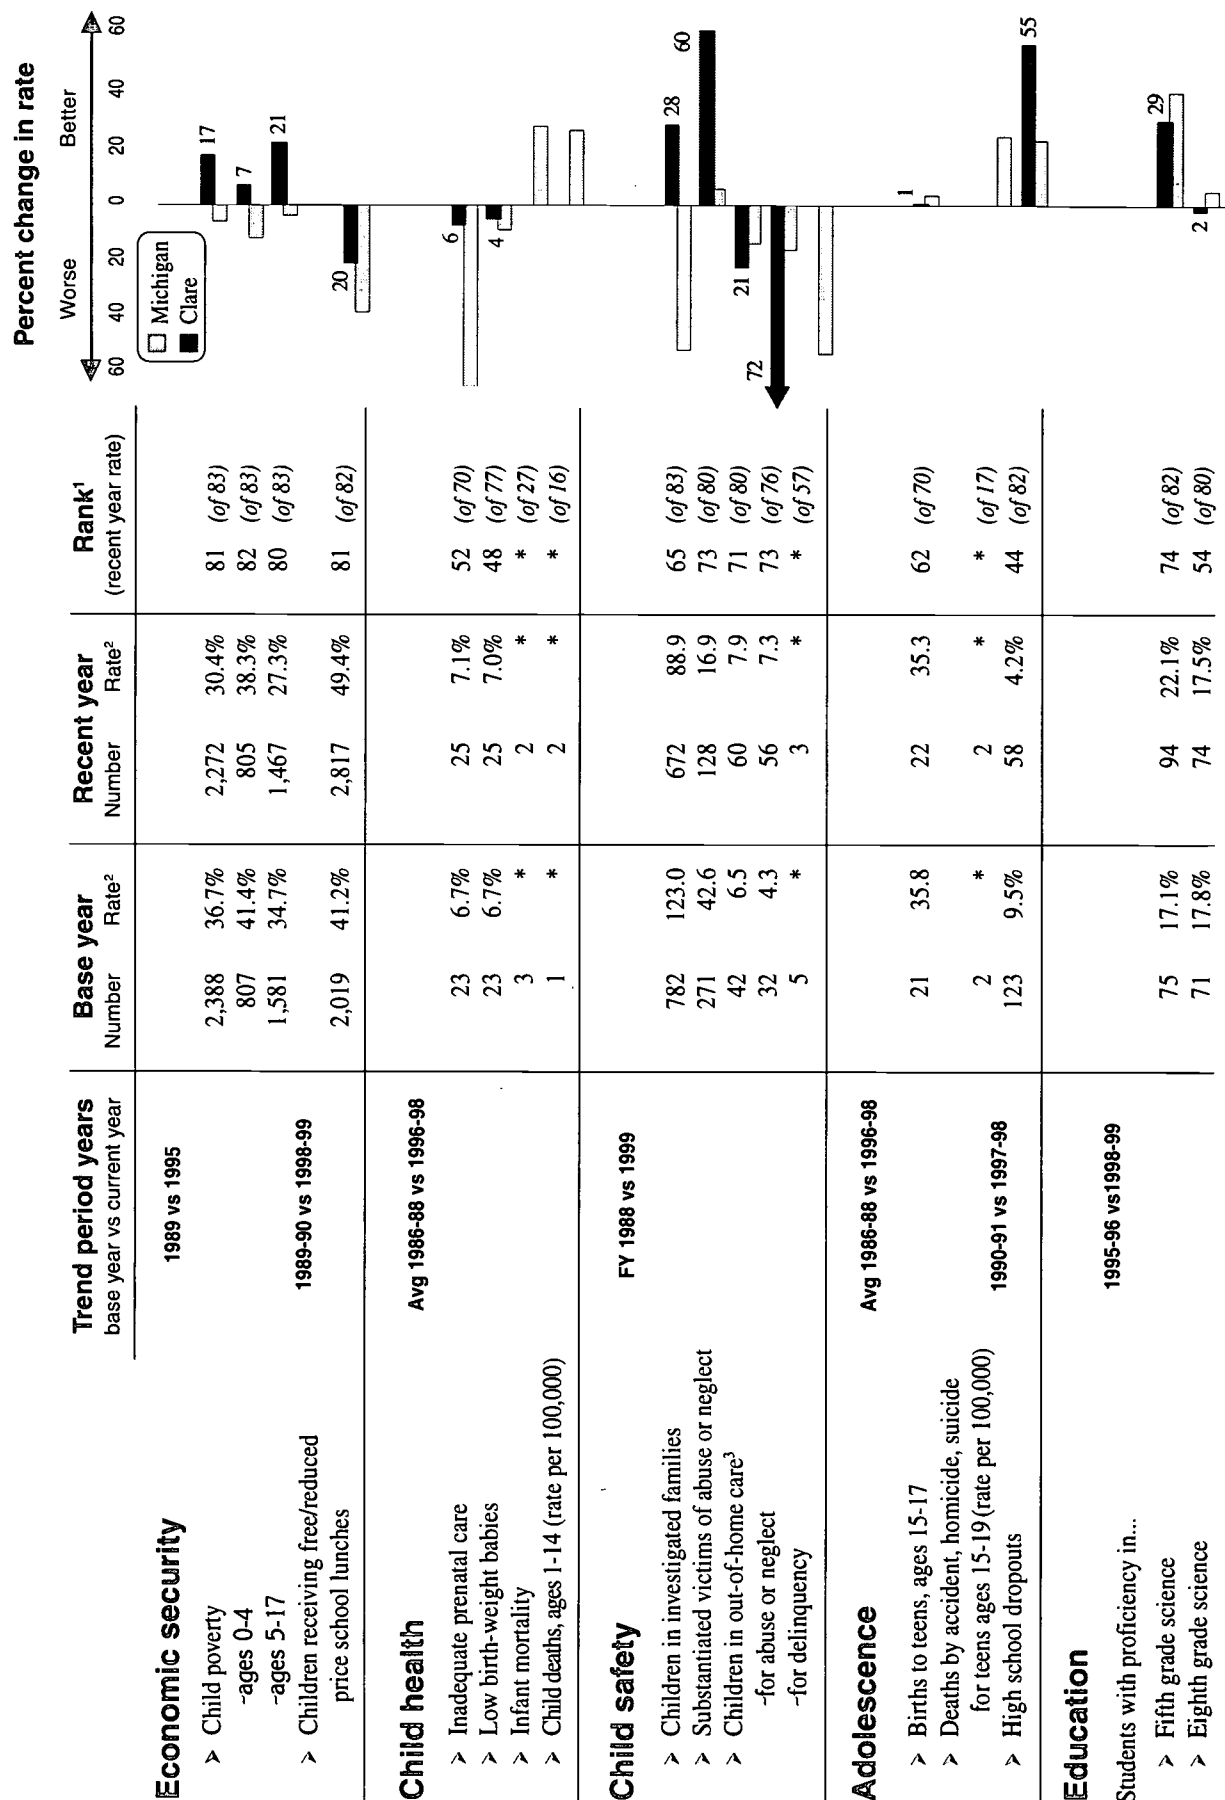 Trend period years Base year Recent year Rank¹ Percent change in rate
base year vs current year Number Rate² Number Rate² (recent year rate) Worse Better
60 40 20 0 20 40 60
Michigan
Clare
Economic security
1989 vs 1995
➤ Child poverty 2,388 36.7% 2,272 30.4% 81 (of 83) 17
-ages 0-4 807 41.4% 805 38.3% 82 (of 83) 7
-ages 5-17 1,581 34.7% 1,467 27.3% 80 (of 83) 21
➤ Children receiving free/reduced 1989-90 vs 1998-99
price school lunches 2,019 41.2% 2,817 49.4% 81 (of 82) 20
Child health
Avg 1986-88 vs 1996-98
➤ Inadequate prenatal care 23 6.7% 25 7.1% 52 (of 70) 6
➤ Low birth-weight babies 23 6.7% 25 7.0% 48 (of 77) 4
➤ Infant mortality 3 * 2 * * (of 27)
➤ Child deaths, ages 1-14 (rate per 100,000) 1 * 2 * * (of 16)
Child safety
FY 1988 vs 1999
➤ Children in investigated families 782 123.0 672 88.9 65 (of 83) 28
➤ Substantiated victims of abuse or neglect 271 42.6 128 16.9 73 (of 80) 60
➤ Children in out-of-home care³ 42 6.5 60 7.9 71 (of 80) 21
-for abuse or neglect 32 4.3 56 7.3 73 (of 76) 72
-for delinquency 5 * 3 * * (of 57)
Adolescence
Avg 1986-88 vs 1996-98
➤ Births to teens, ages 15-17 21 35.8 22 35.3 62 (of 70) 1
➤ Deaths by accident, homicide, suicide
for teens ages 15-19 (rate per 100,000) 2 * 2 * * (of 17)
➤ High school dropouts 1990-91 vs 1997-98 123 9.5% 58 4.2% 44 (of 82) 55
Education
1995-96 vs1998-99
Students with proficiency in...
➤ Fifth grade science 75 17.1% 94 22.1% 74 (of 82) 29
➤ Eighth grade science 71 17.8% 74 17.5% 54 (of 80) 2